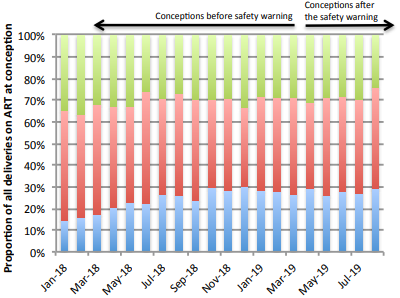 Conceptions before safety warning
Conceptions after
the safety warning
Proportion of all deliveries on ART at conception
100%
90%
80%
70%
60%
50%
40%
30%
20%
10%
0%
Jan-18
Mar-18
May-18
Jul-18
Sep-18
Nov-18
Jan-19
Mar-19
May-19
Jul-19